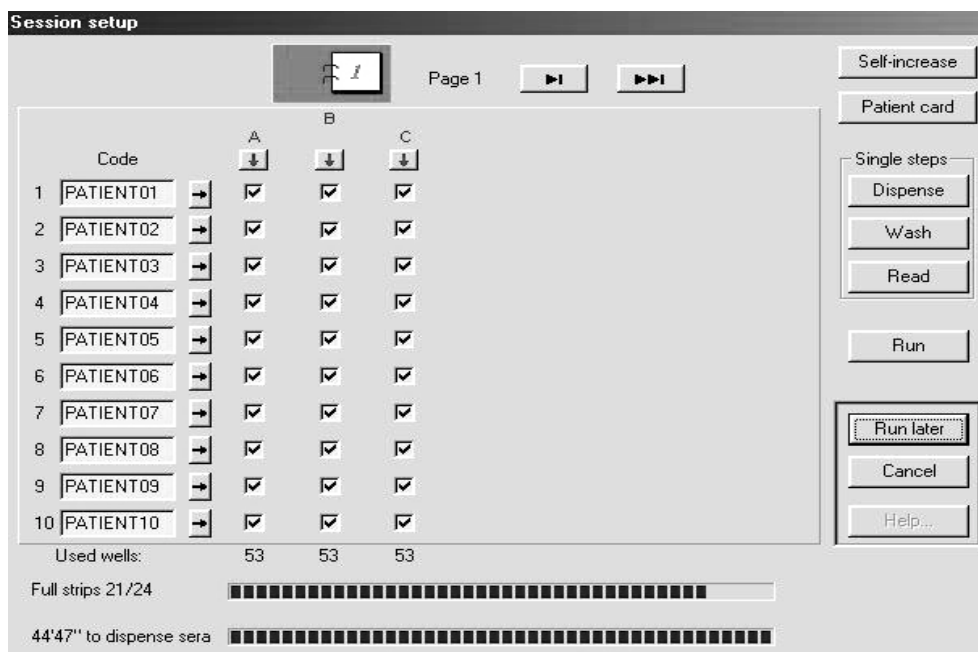 Session setup
1
Page 1
Self-increase
Patient card
A
B
C
Code
1 PATIENT01
2 PATIENT02
3 PATIENT03
4 PATIENT04
5 PATIENT05
6 PATIENT06
7 PATIENT07
8 PATIENT08
9 PATIENT09
10 PATIENT10
Used wells: 53 53 53
Full strips 21/24
44'47" to dispense sera
Single steps
Dispense
Wash
Read
Run
Run later
Cancel
Help...